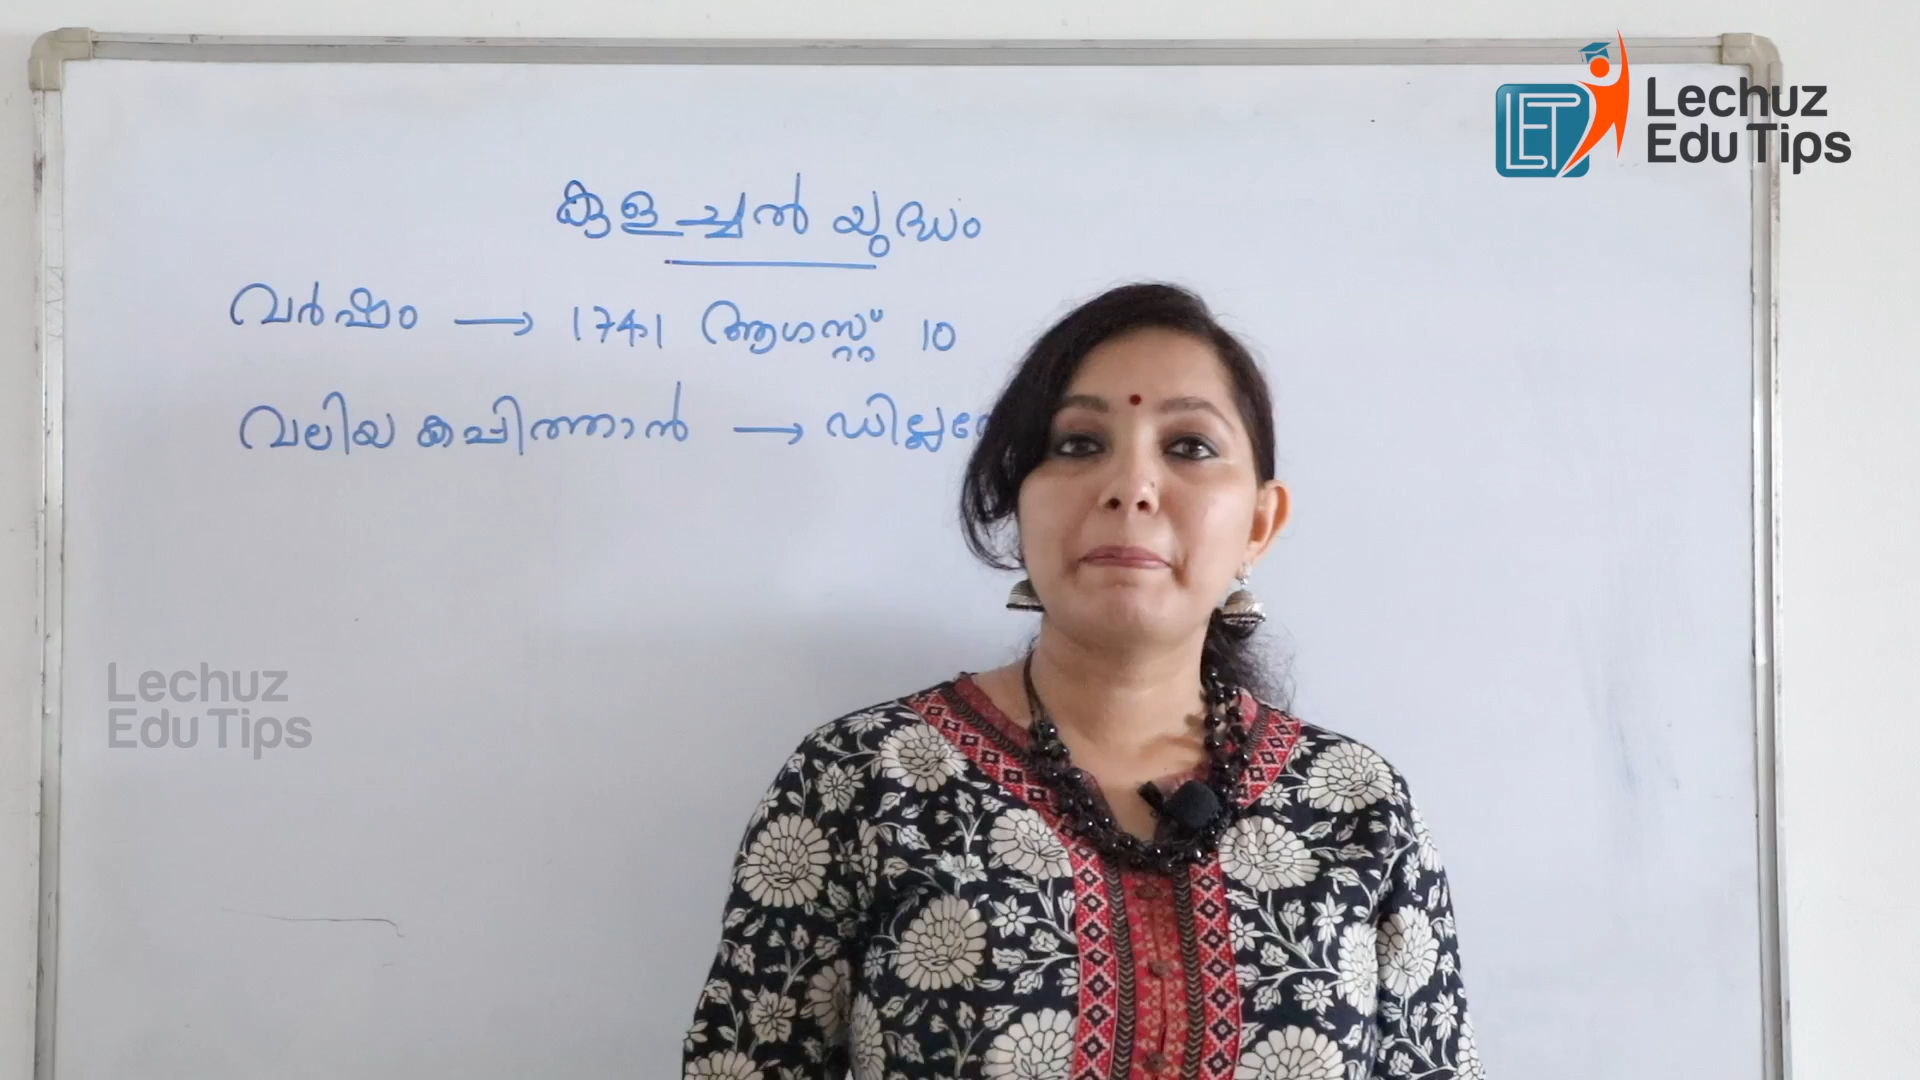 Lechuz
Edu Tips
കുളച്ചൽ യുദ്ധം
വർഷം → 1741 ആഗസ്റ്റ് 10
വലിയ കപ്പിത്താൻ →
Lechuz
Edu Tips